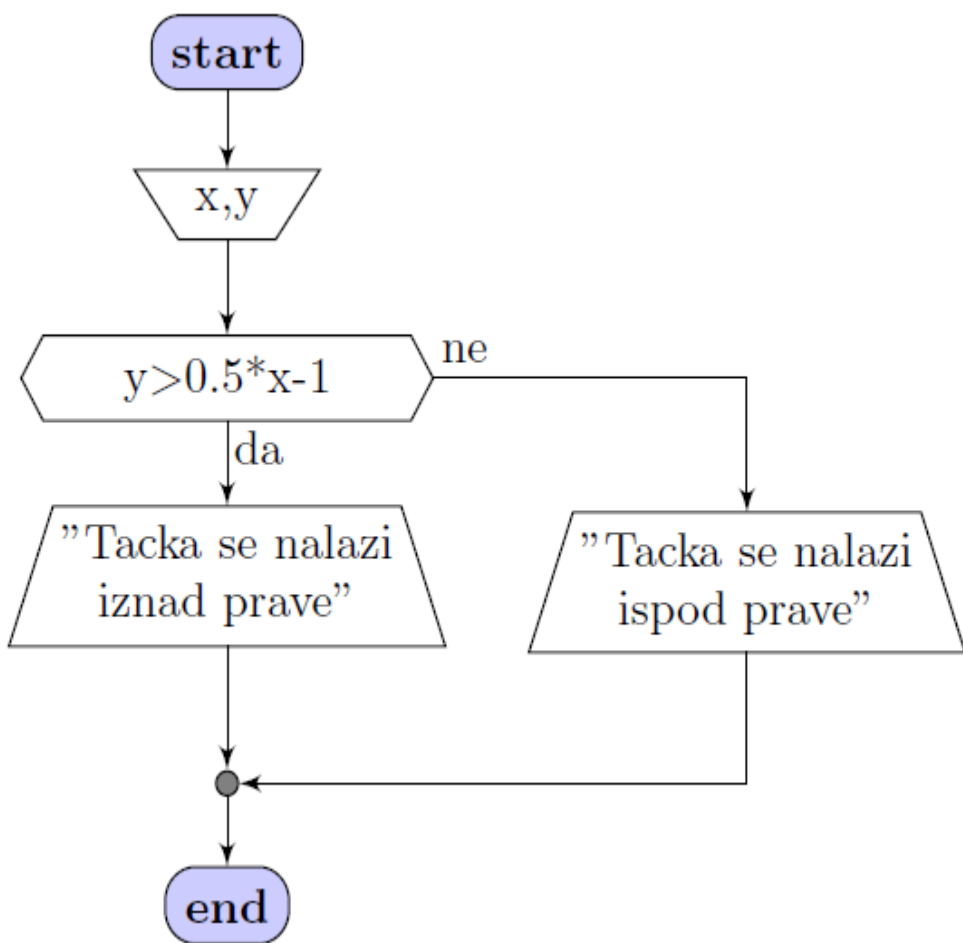 start
x,y
y>0.5*x-1
ne
da
”Tacka se nalazi
iznad prave”
”Tacka se nalazi
ispod prave”
end